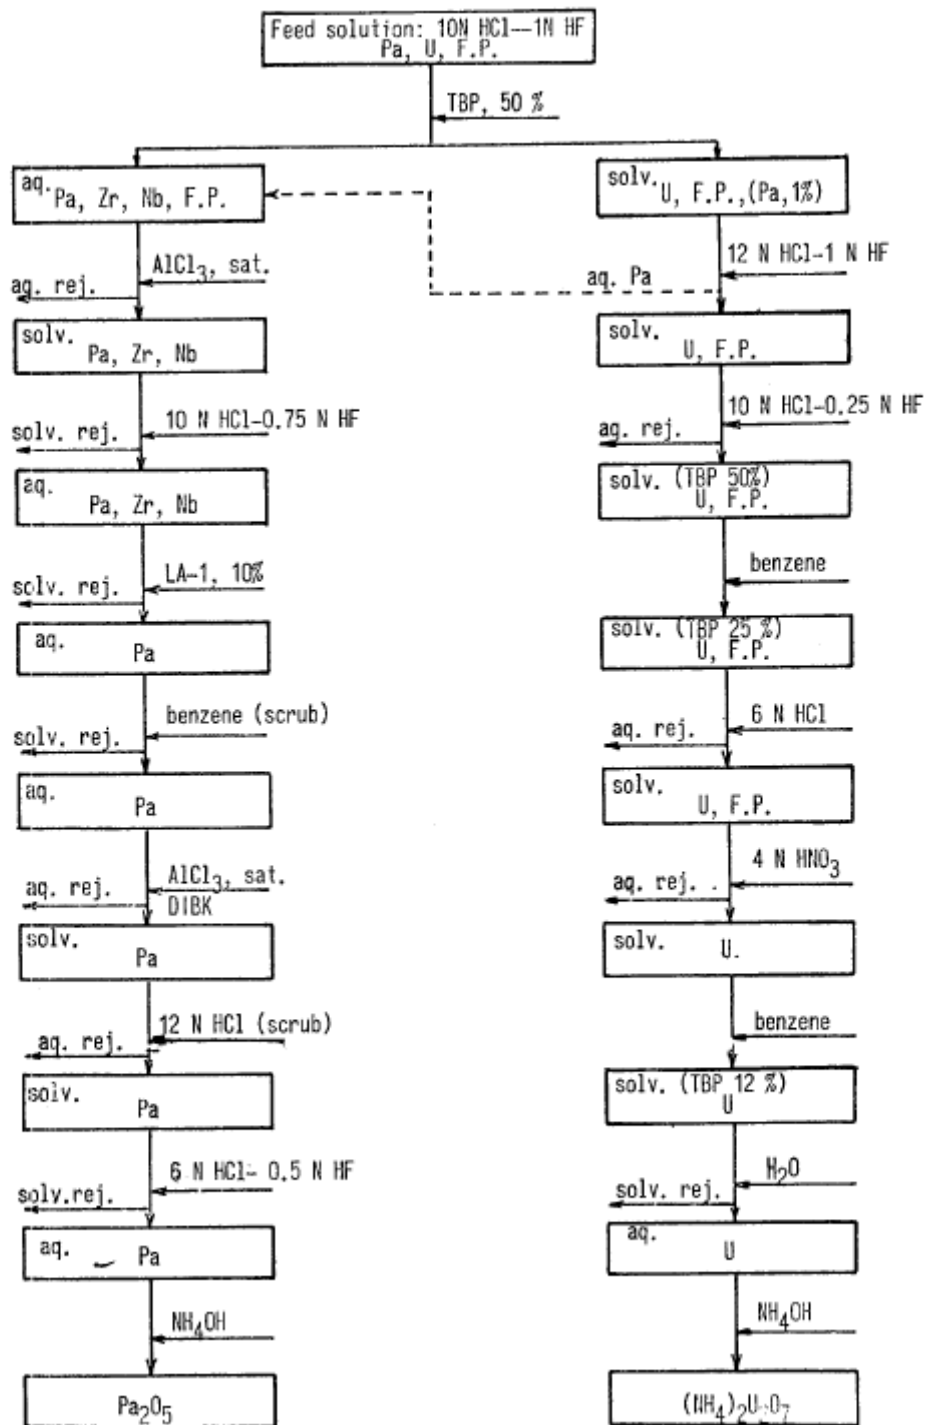 Feed solution: 10N HCl--1N HF
Pa, U, F.P.
TBP, 50 %
aq.
Pa, Zr, Nb, F.P.
AlCl3, sat.
aq. rej.
solv.
Pa, Zr, Nb
10 N HCl-0.75 N HF
solv. rej.
aq.
Pa, Zr, Nb
LA-1, 10%
solv. rej.
aq.
Pa
benzene (scrub)
solv. rej.
aq.
Pa
AlCl3, sat.
aq. rej.
DIBK
solv.
Pa
12 N HCl (scrub)
aq. rej.
solv.
Pa
6 N HCl- 0.5 N HF
solv.rej.
aq.
Pa
NH4OH
Pa2O5
solv.
U, F.P.,(Pa,1%)
12 N HCl-1 N HF
aq. Pa
solv.
U, F.P.
10 N HCl-0.25 N HF
aq. rej.
solv. (TBP 50%)
U, F.P.
benzene
solv. (TBP 25 %)
U, F.P.
6 N HCl
aq. rej.
solv.
U, F.P.
4 N HNO3
aq. rej. .
solv.
U.
benzene
solv. (TBP 12 %)
U
H2O
solv. rej.
aq.
U
NH4OH